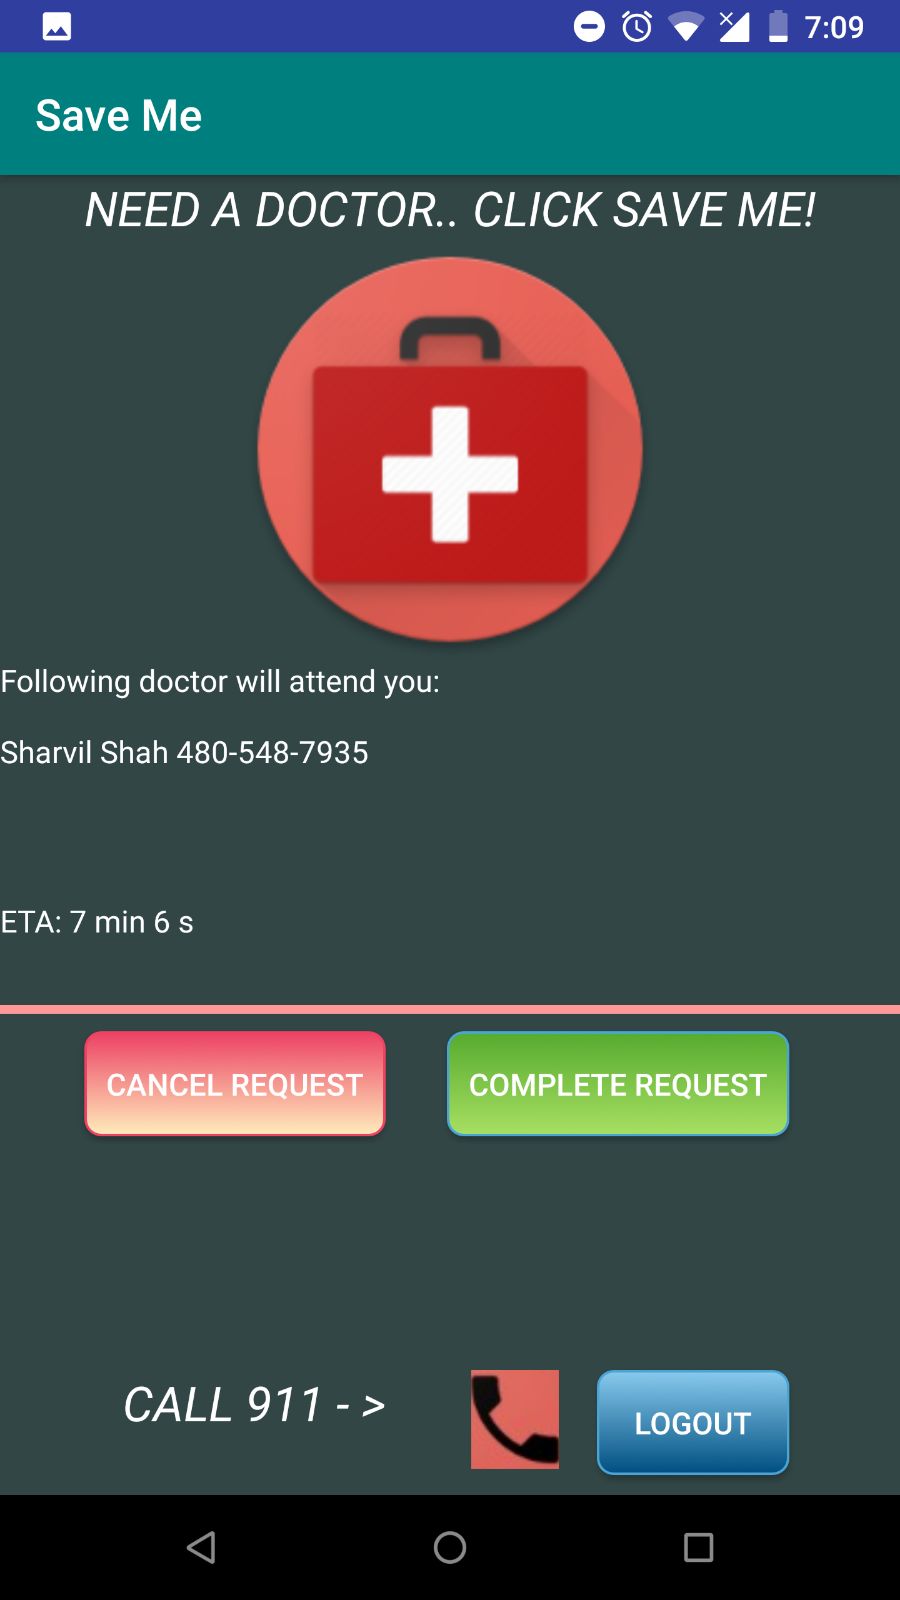 7:09
Save Me
NEED A DOCTOR.. CLICK SAVE ME!
Following doctor will attend you:
Sharvil Shah 480-548-7935
ETA: 7 min 6 s
CANCEL REQUEST
COMPLETE REQUEST
CALL 911 - >
LOGOUT